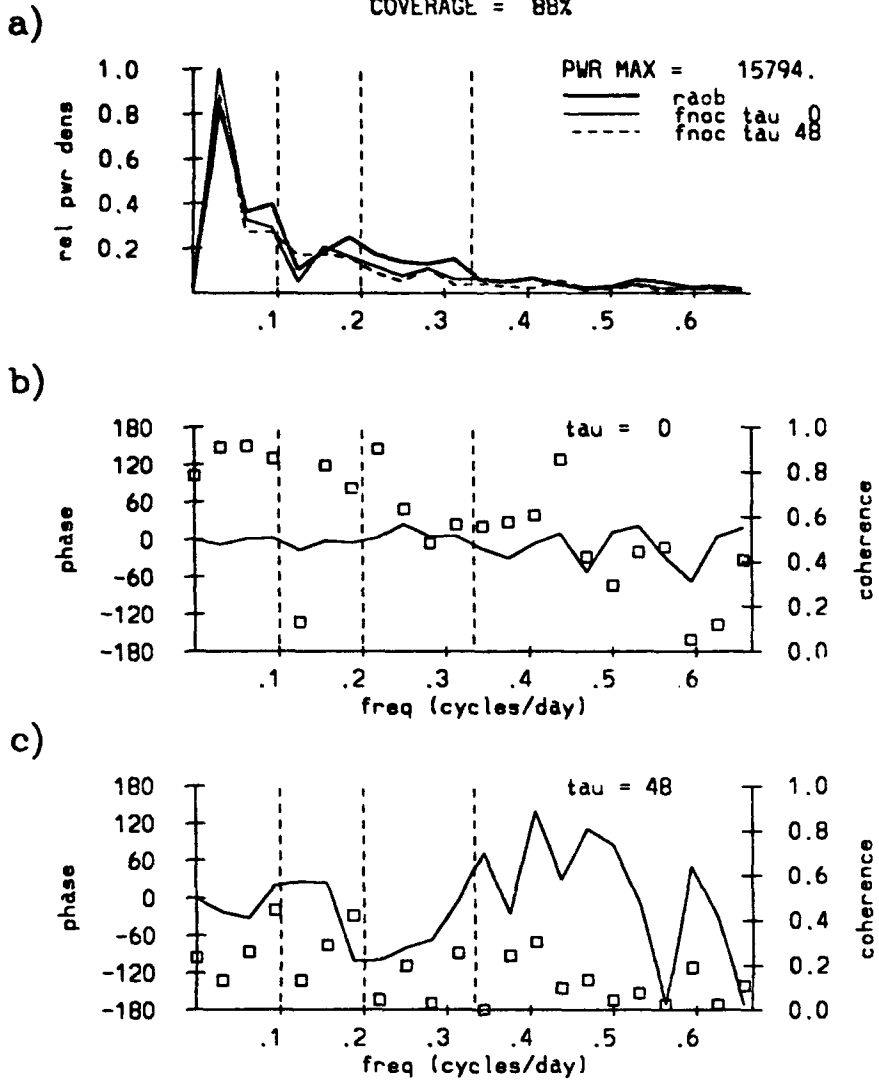 COVERAGE = 88%
a)
PWR MAX = 15794.
raob
fnoc tau 0
fnoc tau 48
rel pwr dens
1.0
0.8
0.6
0.4
0.2
.1 .2 .3 .4 .5 .6
b)
tau = 0
phase
180
120
60
0
-60
-120
-180
coherence
1.0
0.8
0.6
0.4
0.2
0.0
.1 .2 .3 .4 .5 .6
freq (cycles/day)
c)
tau = 48
phase
180
120
60
0
-60
-120
-180
coherence
1.0
0.8
0.6
0.4
0.2
0.0
.1 .2 .3 .4 .5 .6
freq (cycles/day)